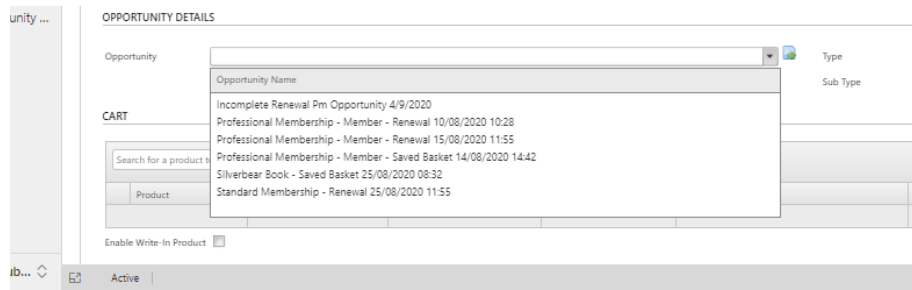 unity ...
OPPORTUNITY DETAILS
Opportunity
Type
Opportunity Name
Sub Type
Incomplete Renewal Pm Opportunity 4/9/2020
Professional Membership - Member - Renewal 10/08/2020 10:28
Professional Membership - Member - Renewal 15/08/2020 11:55
Professional Membership - Member - Saved Basket 14/08/2020 14:42
Silverbear Book - Saved Basket 25/08/2020 08:32
Standard Membership - Renewal 25/08/2020 11:55
CART
Search for a product t
Product
Enable Write-In Product
ub...
Active